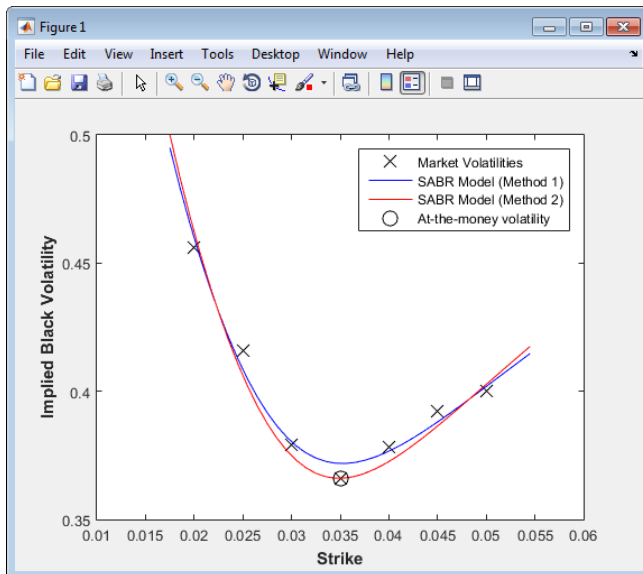 Figure 1
File Edit View Insert Tools Desktop Window Help
0.5
0.45
0.4
0.35
Implied Black Volatility
Market Volatilities
SABR Model (Method 1)
SABR Model (Method 2)
At-the-money volatility
0.01 0.015 0.02 0.025 0.03 0.035 0.04 0.045 0.05 0.055 0.06
Strike